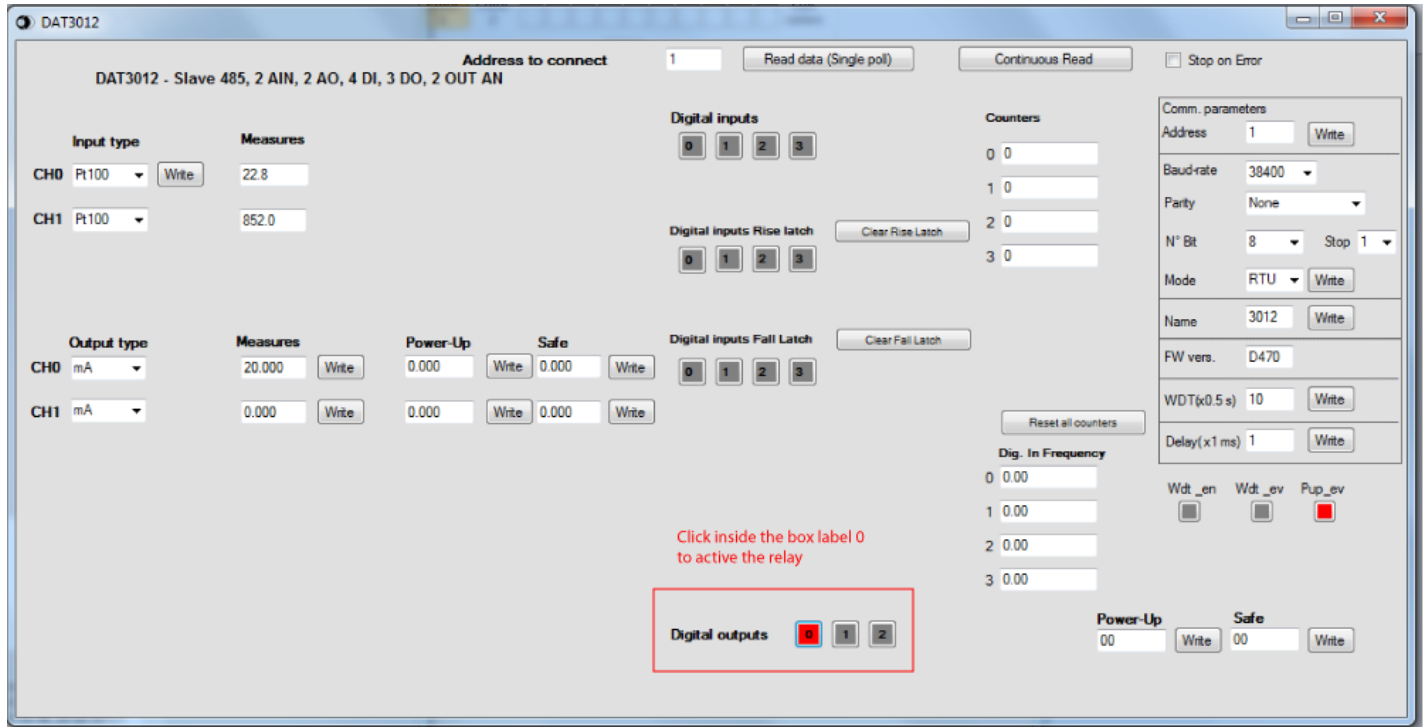 DAT3012
Address to connect 1 Read data (Single poll) Continuous Read Stop on Error
DAT3012 - Slave 485, 2 AIN, 2 AO, 4 DI, 3 DO, 2 OUT AN
Input type Measures
CH0 Pt100 Write 22.8
CH1 Pt100 852.0
Output type Measures Power-Up Safe
CH0 mA 20.000 Write 0.000 Write 0.000 Write
CH1 mA 0.000 Write 0.000 Write 0.000 Write
Digital inputs
0 1 2 3
Digital inputs Rise latch Clear Rise Latch
0 1 2 3
Digital inputs Fall Latch Clear Fall Latch
0 1 2 3
Click inside the box label 0
to active the relay
Digital outputs 0 1 2
Counters
0 0
1 0
2 0
3 0
Reset all counters
Dig. In Frequency
0 0.00
1 0.00
2 0.00
3 0.00
Comm. parameters
Address 1 Write
Baud-rate 38400
Parity None
N° Bit 8 Stop 1
Mode RTU Write
Name 3012 Write
FW vers. D470
WDT(x0.5 s) 10 Write
Delay(x1 ms) 1 Write
Wdt_en Wdt_ev Pup_ev
Power-Up Safe
00 Write 00 Write